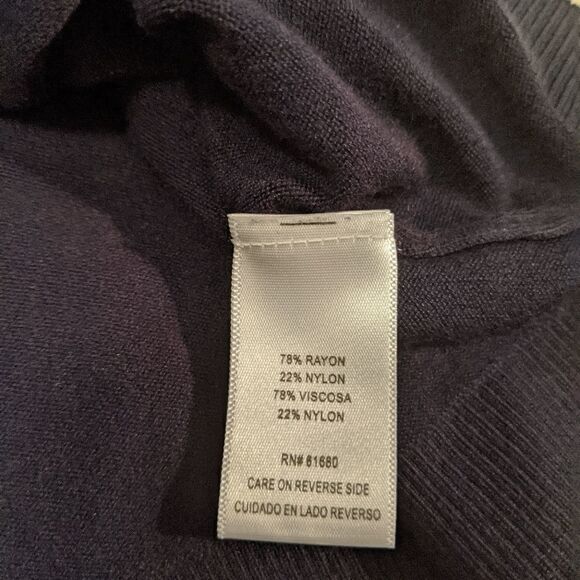 78% RAYON
22% NYLON
78% VISCOSA
22% NYLON
RN# 81680
CARE ON REVERSE SIDE
CUIDADO EN LADO REVERSO